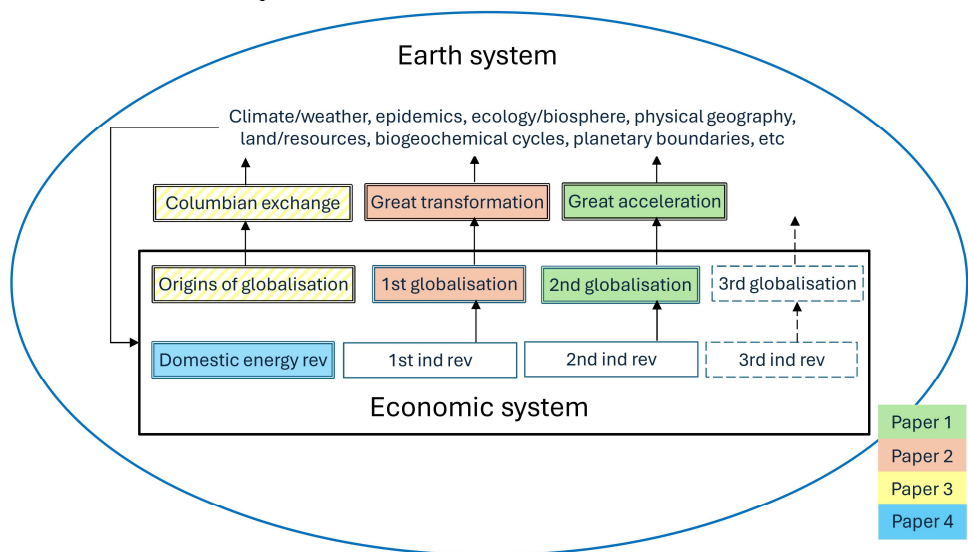 Earth system
Climate/weather, epidemics, ecology/biosphere, physical geography,
land/resources, biogeochemical cycles, planetary boundaries, etc
Columbian exchange
Great transformation
Great acceleration
Origins of globalisation
1st globalisation
2nd globalisation
3rd globalisation
Domestic energy rev
1st ind rev
2nd ind rev
3rd ind rev
Economic system
Paper 1
Paper 2
Paper 3
Paper 4